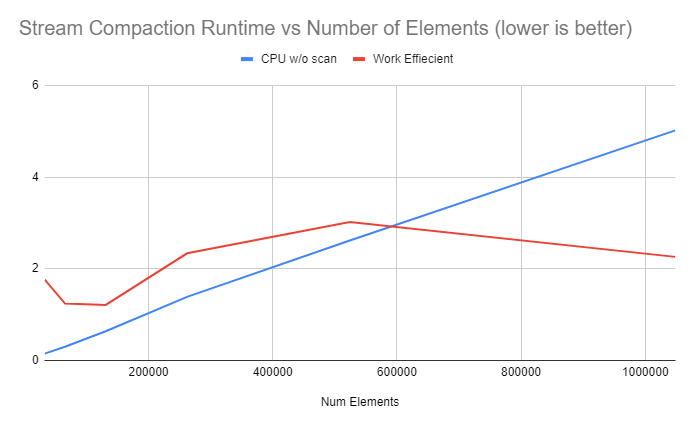 Stream Compaction Runtime vs Number of Elements (lower is better)
CPU w/o scan Work Effiecient
6
4
2
0
200000 400000 600000 800000 1000000
Num Elements